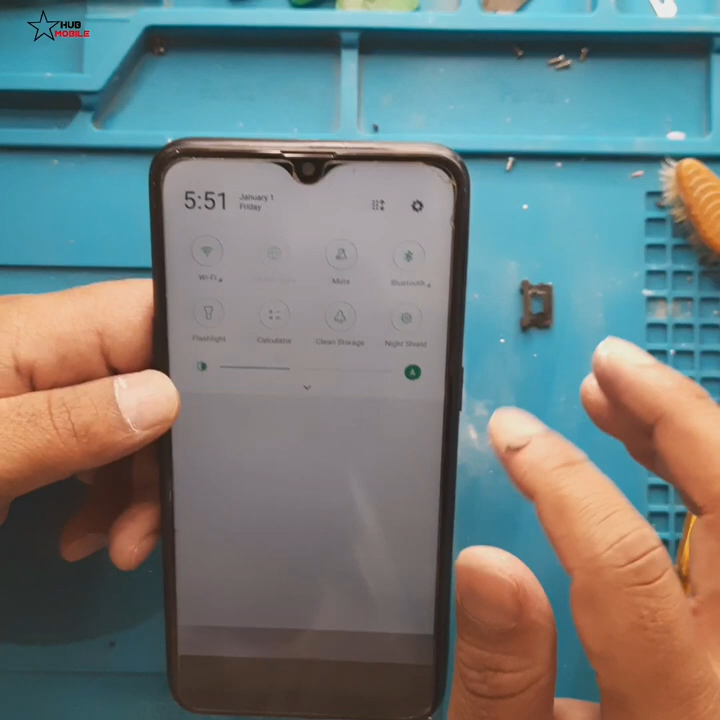 HUB
MOBILE
5:51
January 1
Friday
Wi-Fi
Mute
Bluetooth
Flashlight
Calculator
Clean Storage
Night Shield
A